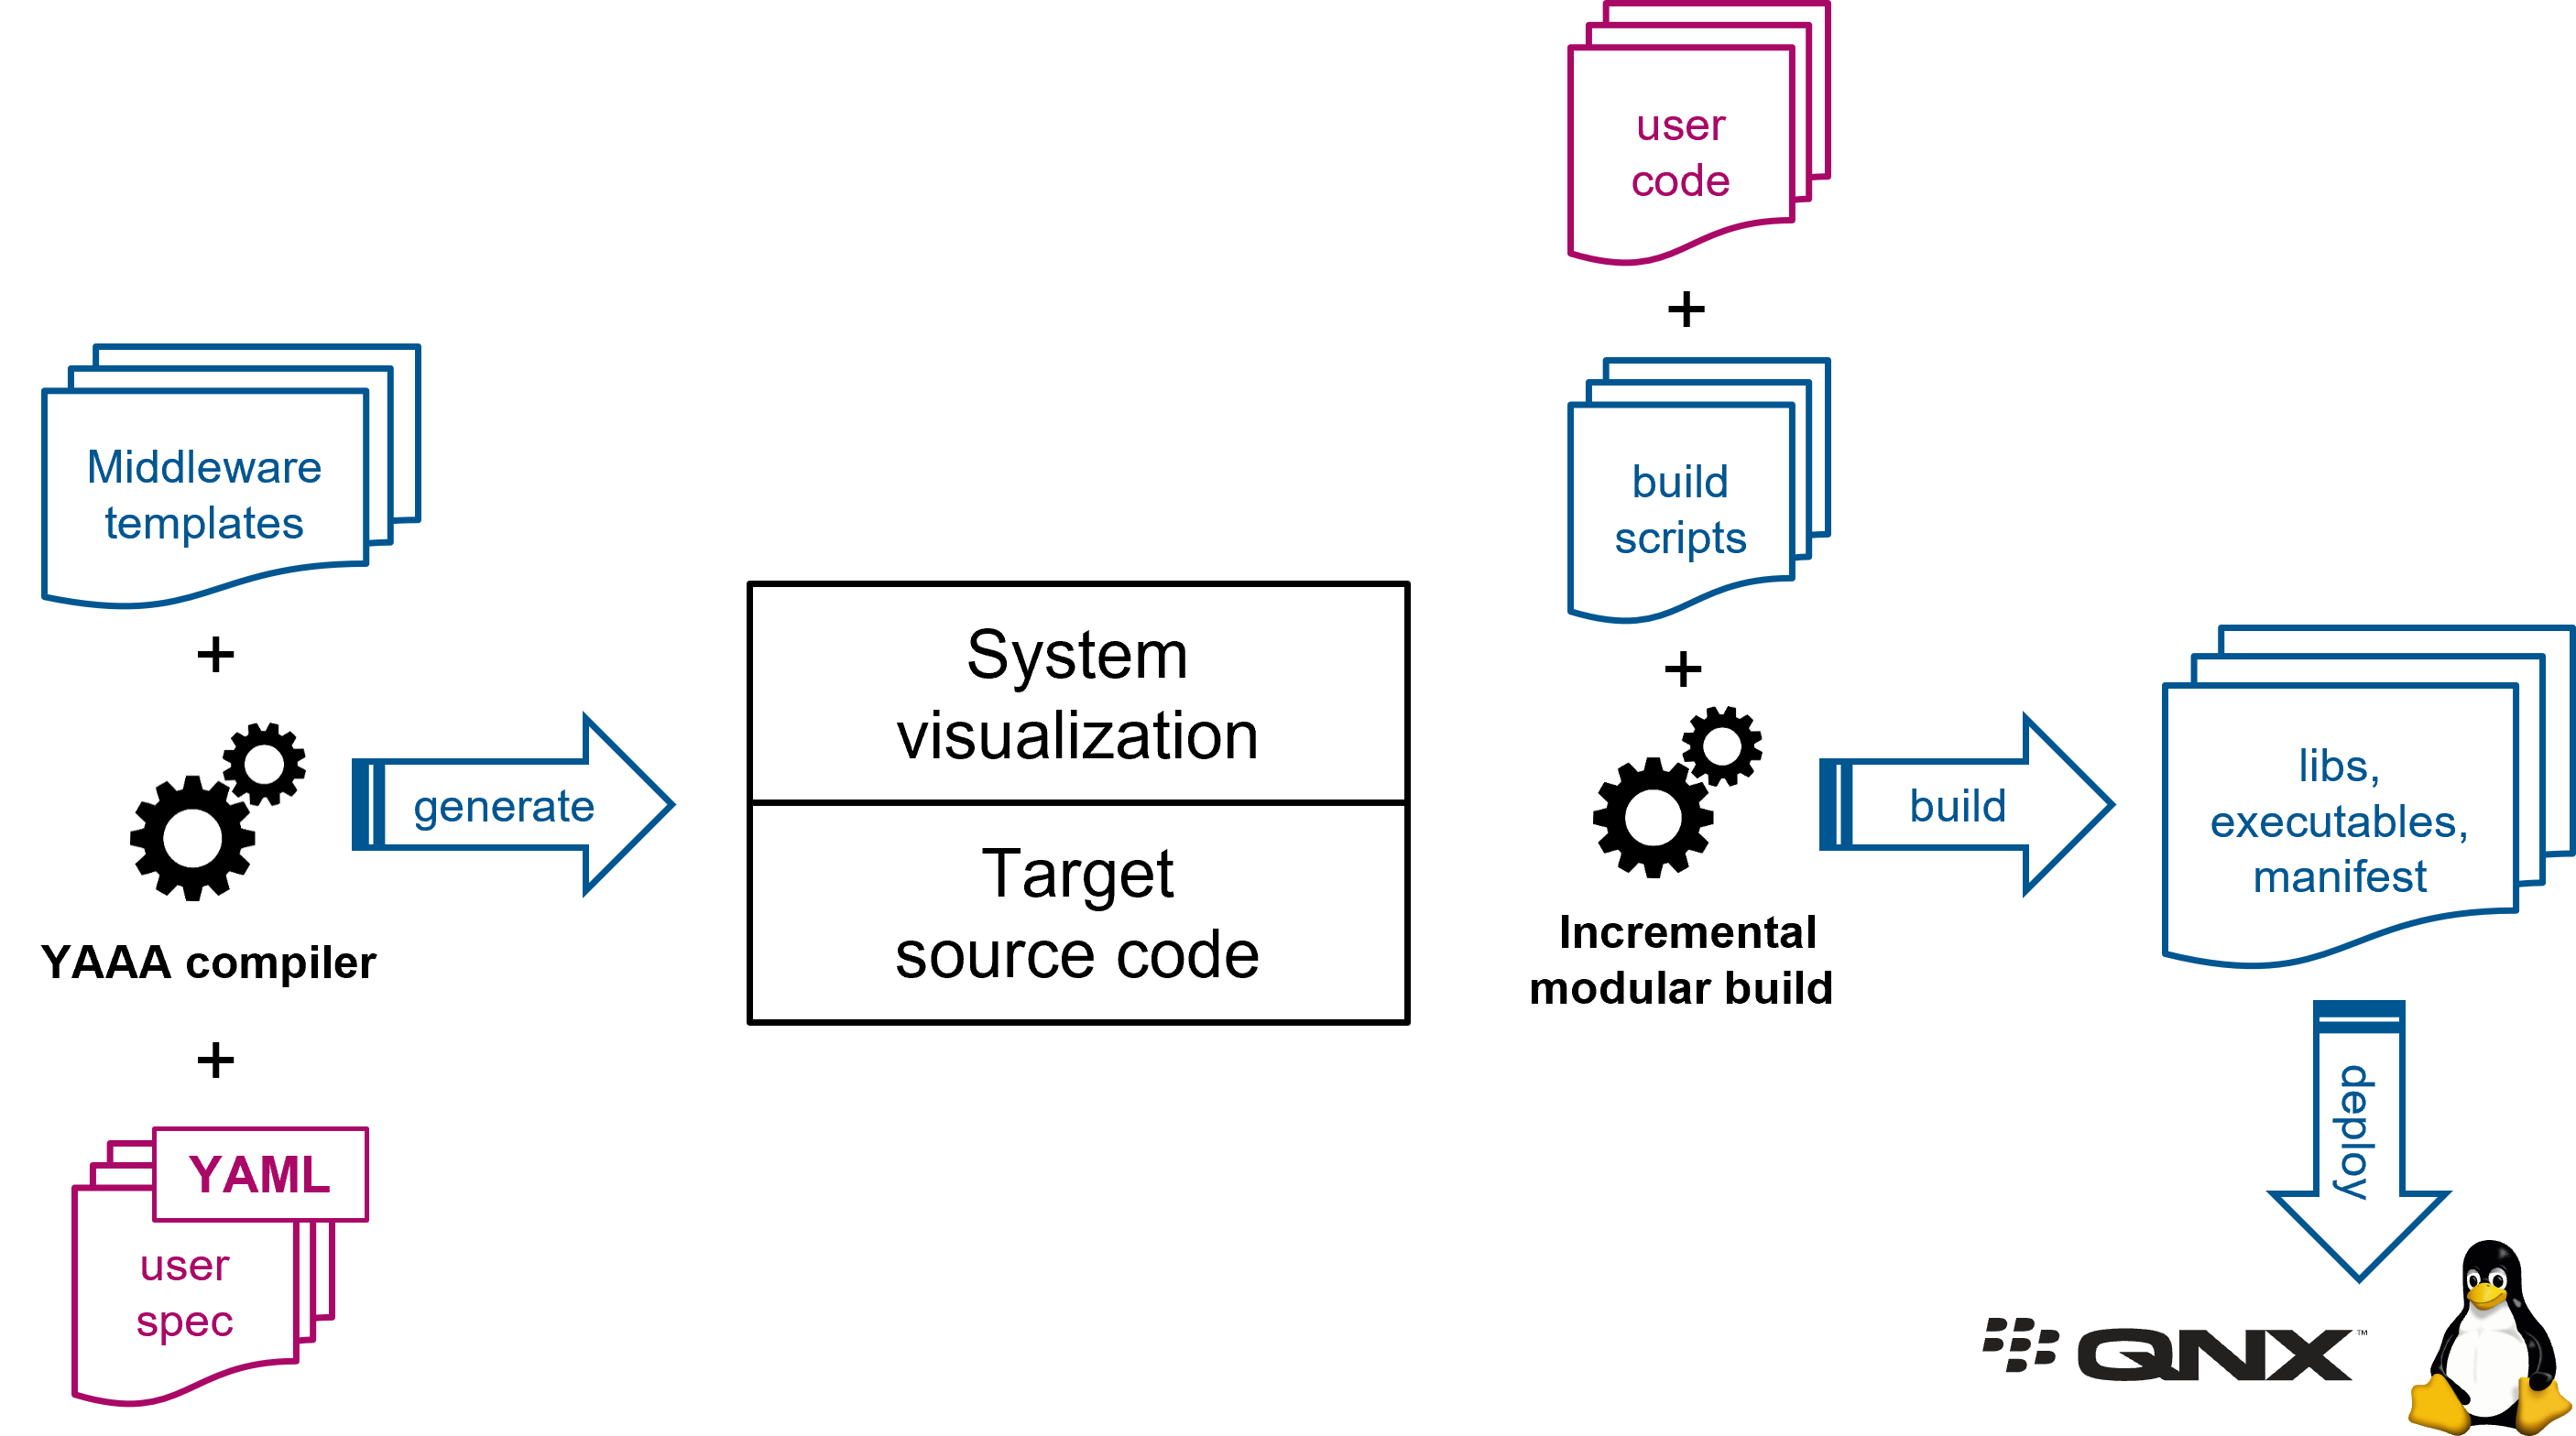 user
code
+
build
scripts
+
Incremental
modular build
Middleware
templates
+
YAAA compiler
+
YAML
user
spec
generate
System
visualization
Target
source code
build
libs,
executables,
manifest
deploy
QNX™